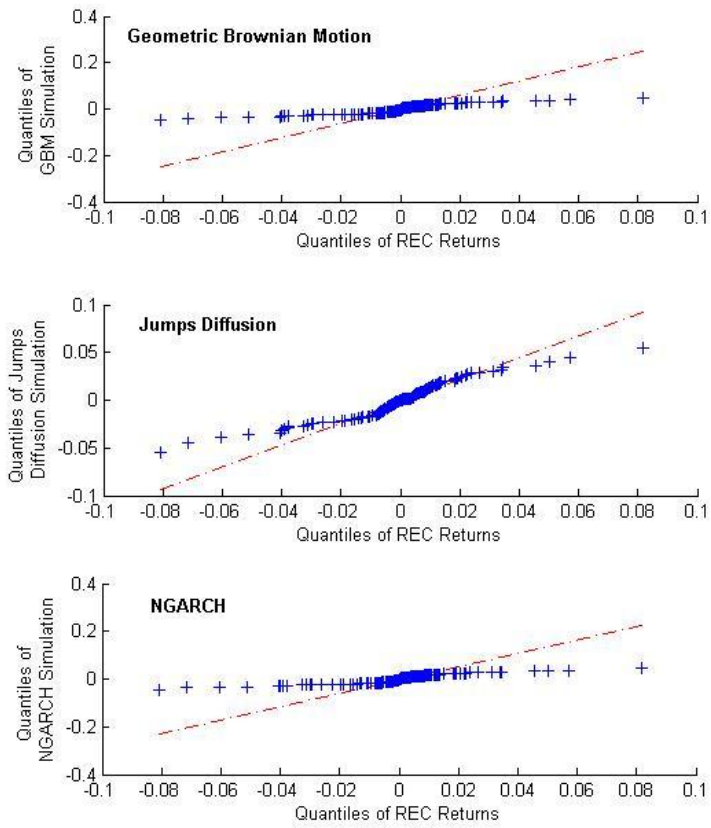 Geometric Brownian Motion
Quantiles of
GBM Simulation
0.4
0.2
0
-0.2
-0.4
-0.1 -0.08 -0.06 -0.04 -0.02 0 0.02 0.04 0.06 0.08 0.1
Quantiles of REC Returns
Jumps Diffusion
Quantiles of Jumps
Diffusion Simulation
0.1
0.05
0
-0.05
-0.1
-0.1 -0.08 -0.06 -0.04 -0.02 0 0.02 0.04 0.06 0.08 0.1
Quantiles of REC Returns
NGARCH
Quantiles of
NGARCH Simulation
0.4
0.2
0
-0.2
-0.4
-0.1 -0.08 -0.06 -0.04 -0.02 0 0.02 0.04 0.06 0.08 0.1
Quantiles of REC Returns